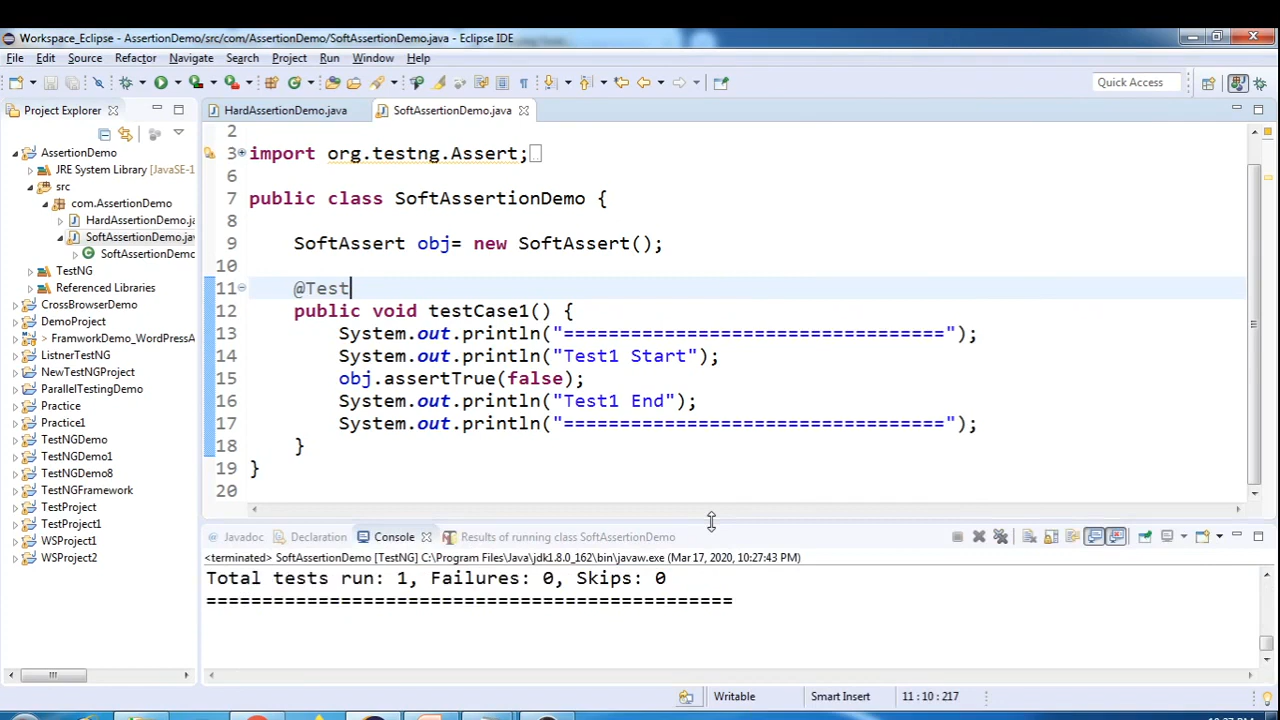 Workspace_Eclipse - AssertionDemo/src/com/AssertionDemo/SoftAssertionDemo.java - Eclipse IDE
File Edit Source Refactor Navigate Search Project Run Window Help
Quick Access
Project Explorer
HardAssertionDemo.java
SoftAssertionDemo.java
AssertionDemo
JRE System Library [JavaSE-1
src
com.AssertionDemo
HardAssertionDemo.ja
SoftAssertionDemo.jav
SoftAssertionDemc
TestNG
Referenced Libraries
CrossBrowserDemo
DemoProject
> FramworkDemo_WordPressA
ListnerTestNG
NewTestNGProject
ParallelTestingDemo
Practice
Practice1
TestNGDemo
TestNGDemo1
TestNGDemo8
TestNGFramework
TestProject
TestProject1
WSProject1
WSProject2
2
3 import org.testng.Assert;
6
7 public class SoftAssertionDemo {
8
9 SoftAssert obj= new SoftAssert();
10
11 @Test
12 public void testCase1() {
13 System.out.println("==================================");
14 System.out.println("Test1 Start");
15 obj.assertTrue(false);
16 System.out.println("Test1 End");
17 System.out.println("==================================");
18 }
19 }
20
Javadoc Declaration Console Results of running class SoftAssertionDemo
<terminated> SoftAssertionDemo [TestNG] C:\Program Files\Java\jdk1.8.0_162\bin\javaw.exe (Mar 17, 2020, 10:27:43 PM)
Total tests run: 1, Failures: 0, Skips: 0
===============================================
Writable Smart Insert 11 : 10 : 217